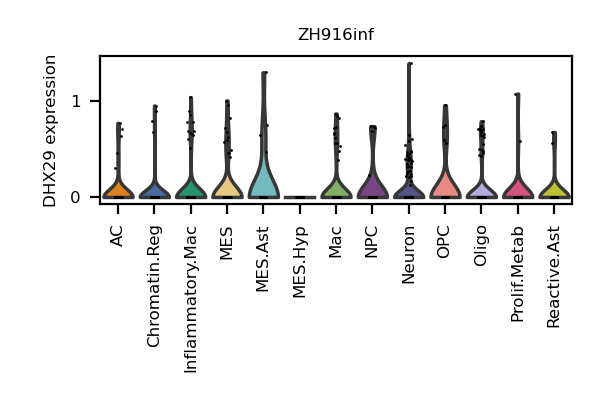 ZH916inf
DHX29 expression
1
0
AC
Chromatin.Reg
Inflammatory.Mac
MES
MES.Ast
MES.Hyp
Mac
NPC
Neuron
OPC
Oligo
Prolif.Metab
Reactive.Ast